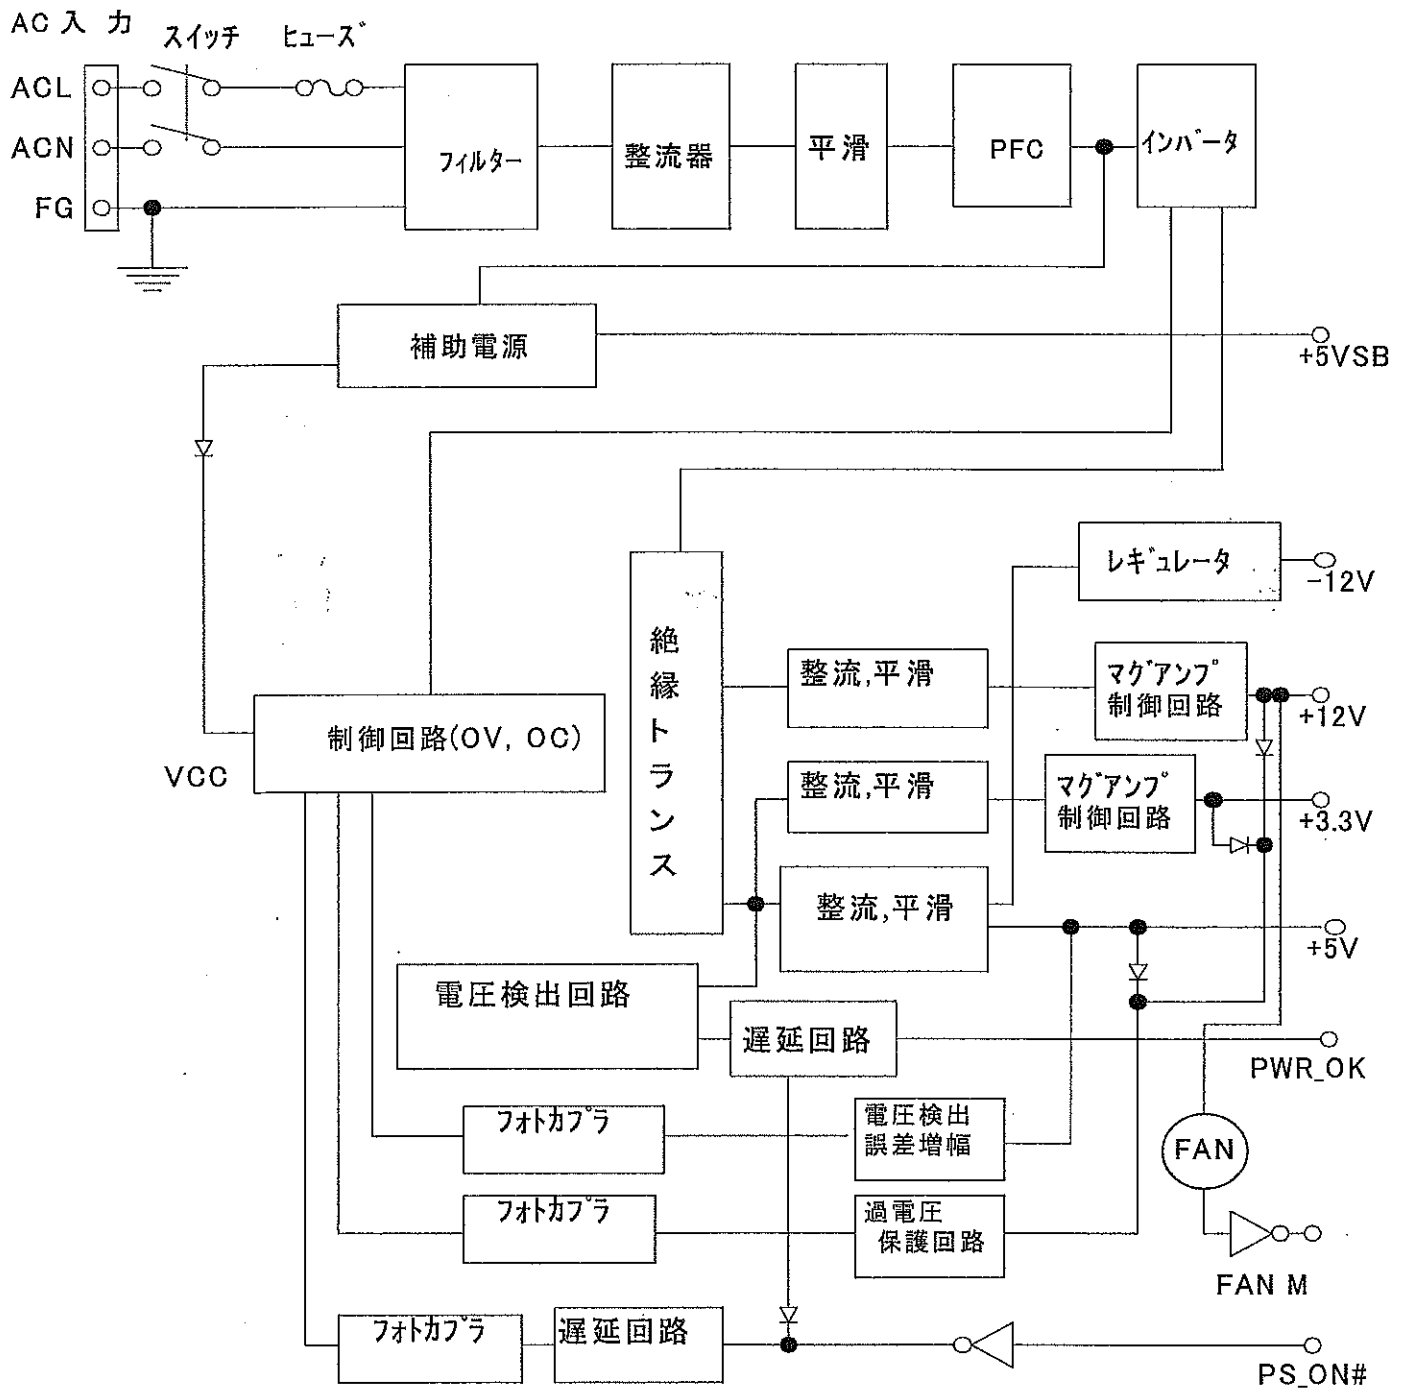 AC入力
スイッチ
ヒューズ
ACL
ACN
FG
フィルター
整流器
平滑
PFC
インバータ
補助電源
+5VSB
レギュレータ
-12V
絶縁トランス
整流,平滑
マグアンプ
制御回路
+12V
制御回路(OV, OC)
VCC
整流,平滑
マグアンプ
制御回路
+3.3V
整流,平滑
+5V
電圧検出回路
遅延回路
PWR_OK
フォトカプラ
電圧検出
誤差増幅
FAN
フォトカプラ
過電圧
保護回路
FAN M
フォトカプラ
遅延回路
PS_ON#